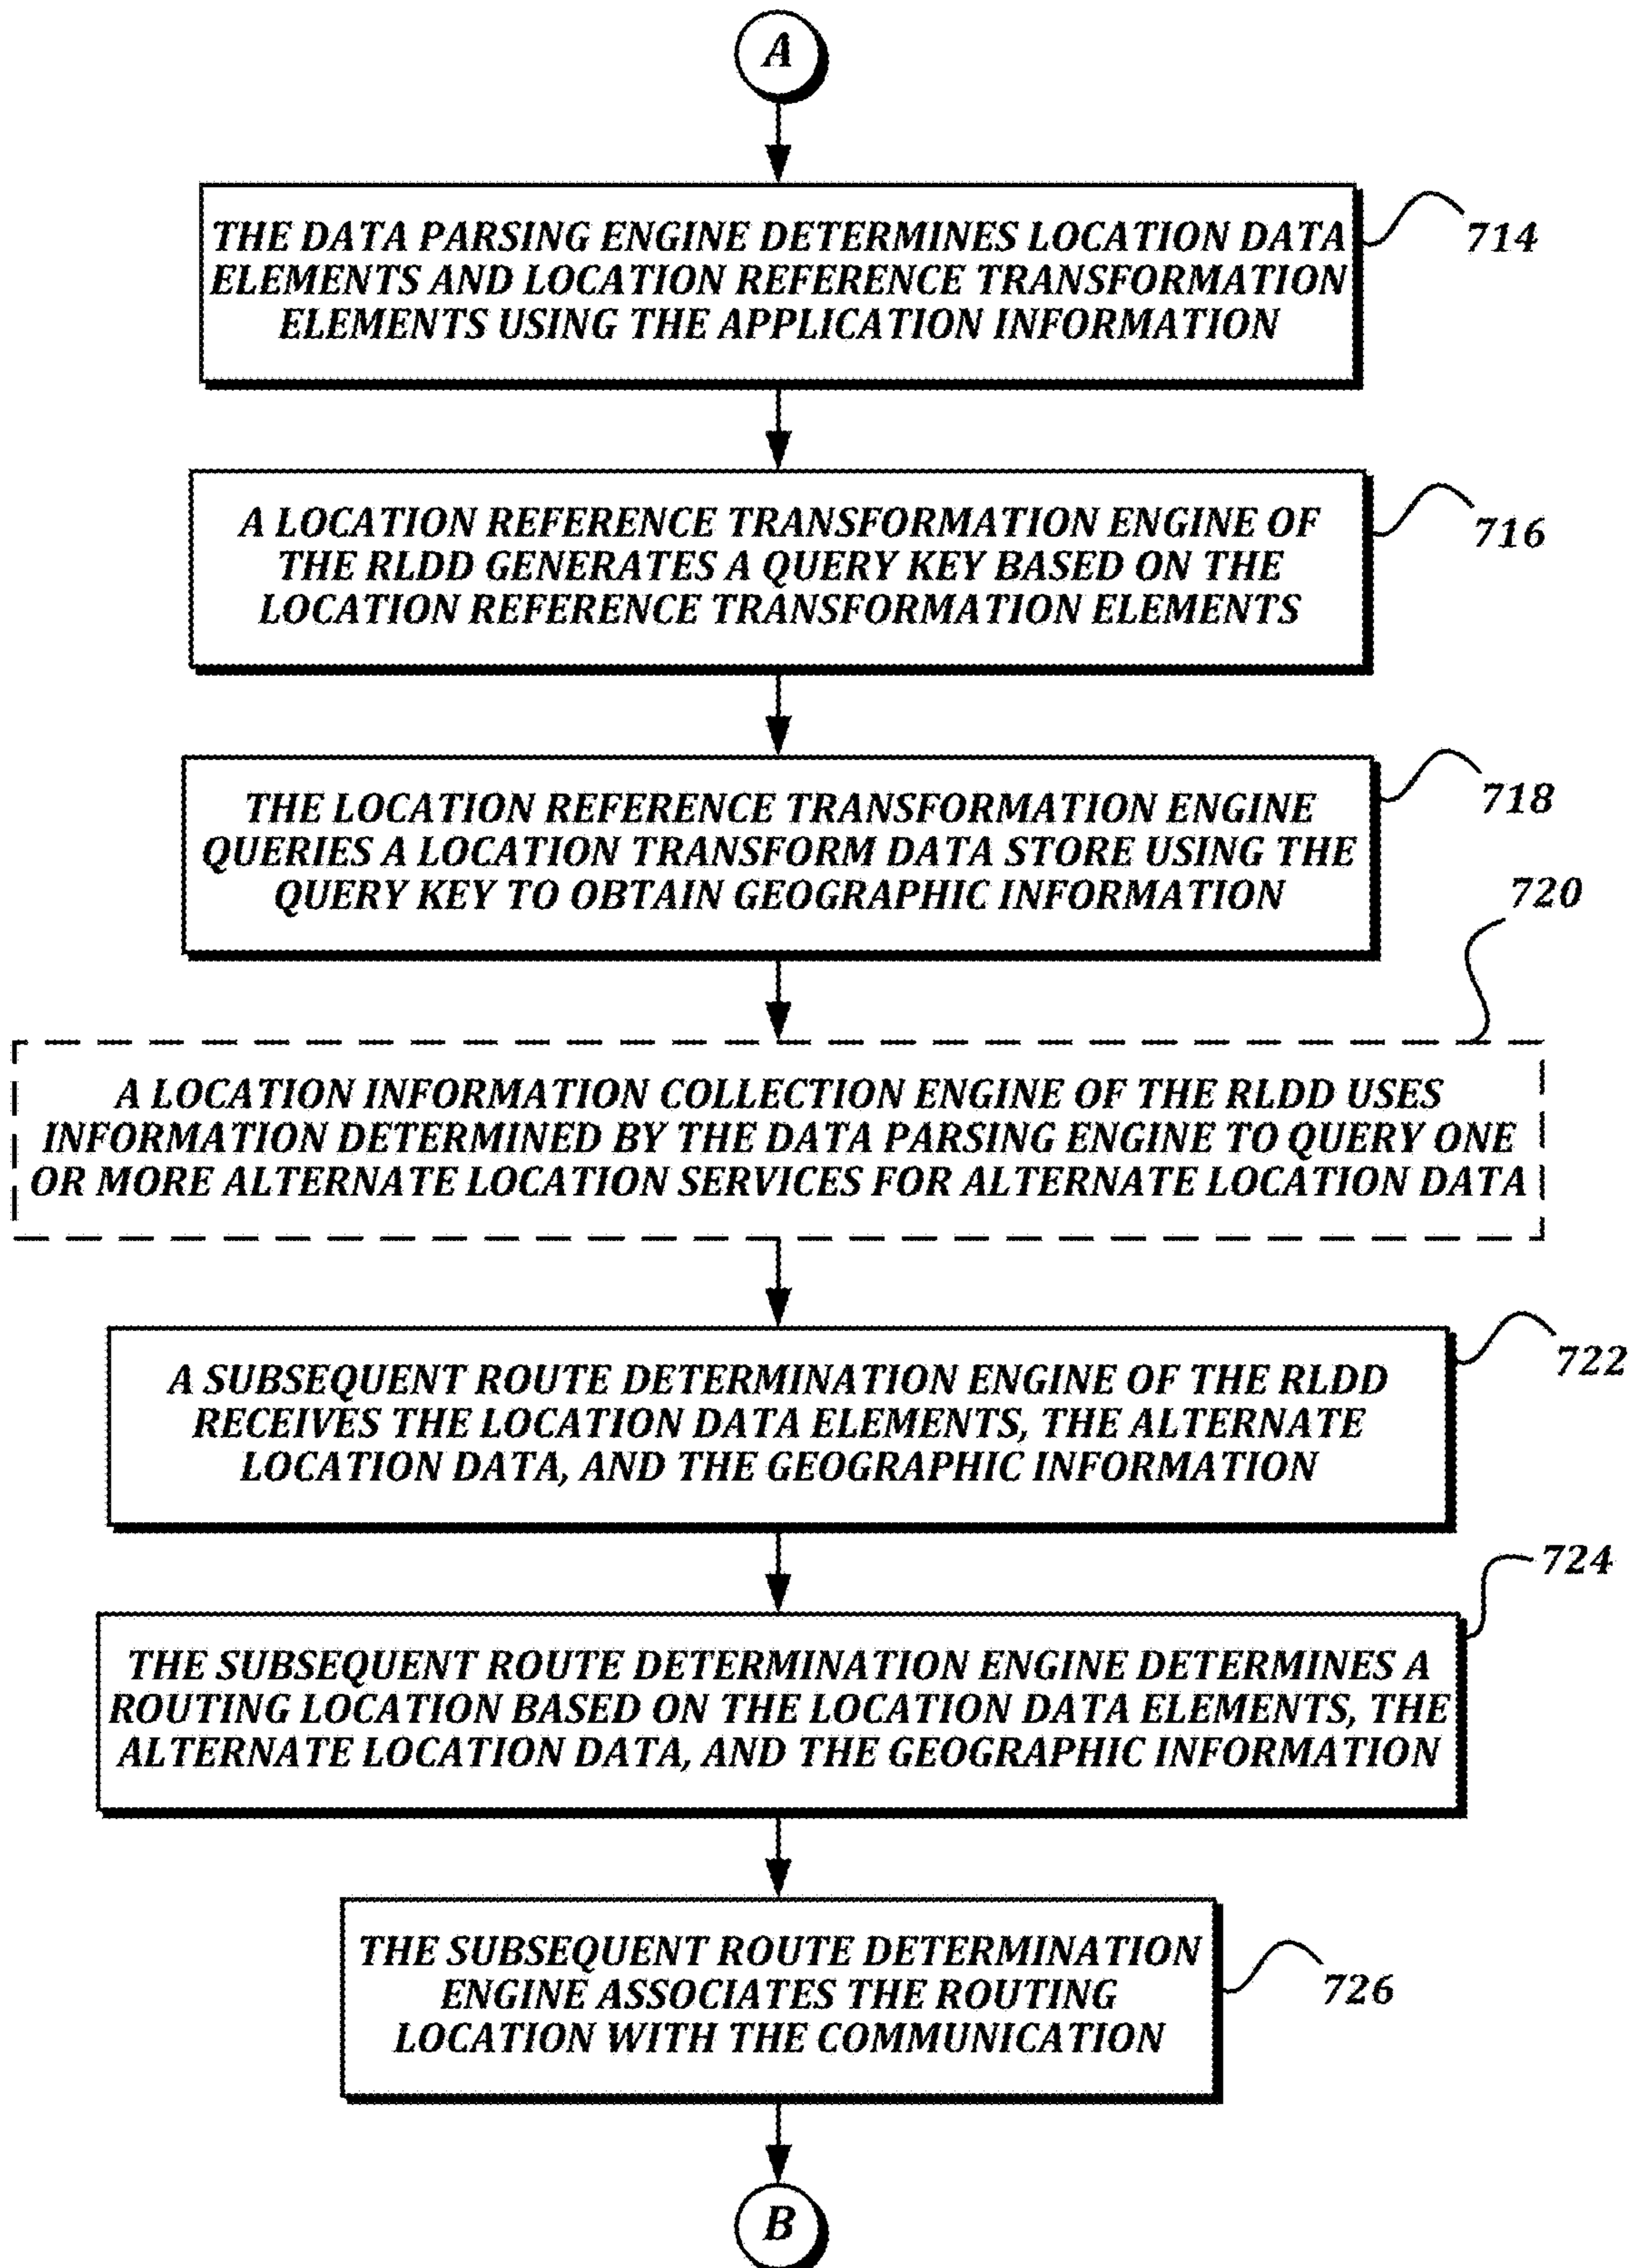 A
THE DATA PARSING ENGINE DETERMINES LOCATION DATA
ELEMENTS AND LOCATION REFERENCE TRANSFORMATION
ELEMENTS USING THE APPLICATION INFORMATION
714
A LOCATION REFERENCE TRANSFORMATION ENGINE OF
THE RLDD GENERATES A QUERY KEY BASED ON THE
LOCATION REFERENCE TRANSFORMATION ELEMENTS
716
THE LOCATION REFERENCE TRANSFORMATION ENGINE
QUERIES A LOCATION TRANSFORM DATA STORE USING THE
QUERY KEY TO OBTAIN GEOGRAPHIC INFORMATION
718
720
A LOCATION INFORMATION COLLECTION ENGINE OF THE RLDD USES
INFORMATION DETERMINED BY THE DATA PARSING ENGINE TO QUERY ONE
OR MORE ALTERNATE LOCATION SERVICES FOR ALTERNATE LOCATION DATA
A SUBSEQUENT ROUTE DETERMINATION ENGINE OF THE RLDD
RECEIVES THE LOCATION DATA ELEMENTS, THE ALTERNATE
LOCATION DATA, AND THE GEOGRAPHIC INFORMATION
722
724
THE SUBSEQUENT ROUTE DETERMINATION ENGINE DETERMINES A
ROUTING LOCATION BASED ON THE LOCATION DATA ELEMENTS, THE
ALTERNATE LOCATION DATA, AND THE GEOGRAPHIC INFORMATION
THE SUBSEQUENT ROUTE DETERMINATION
ENGINE ASSOCIATES THE ROUTING
LOCATION WITH THE COMMUNICATION
726
B